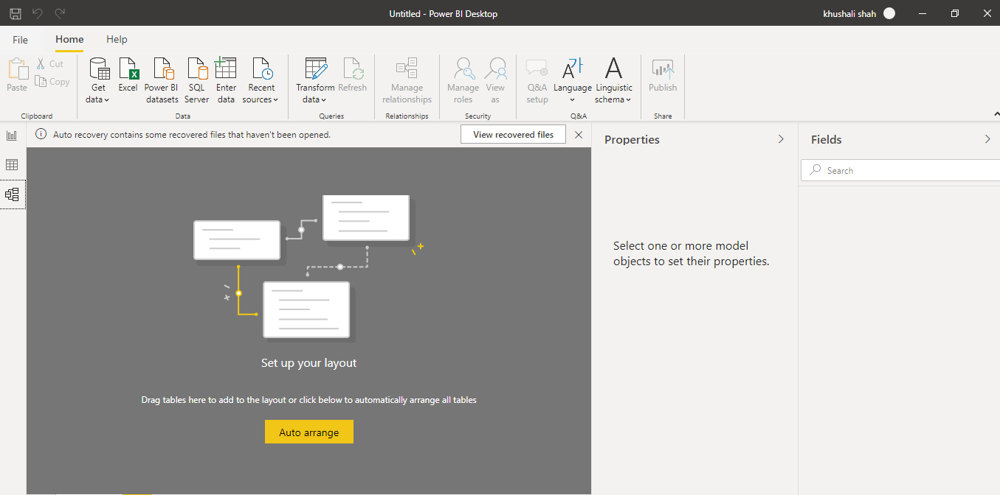 Untitled - Power BI Desktop
khushali shah
File
Home
Help
Paste
Cut
Copy
Clipboard
Get
data
Excel
Power BI
datasets
SQL
Server
Enter
data
Recent
sources
Data
Transform
data
Refresh
Queries
Manage
relationships
Relationships
Manage
roles
View
as
Security
Q&A
setup
Language
Linguistic
schema
Q&A
Publish
Share
Auto recovery contains some recovered files that haven't been opened.
View recovered files
Properties
Fields
Search
Select one or more model
objects to set their properties.
Set up your layout
Drag tables here to add to the layout or click below to automatically arrange all tables
Auto arrange